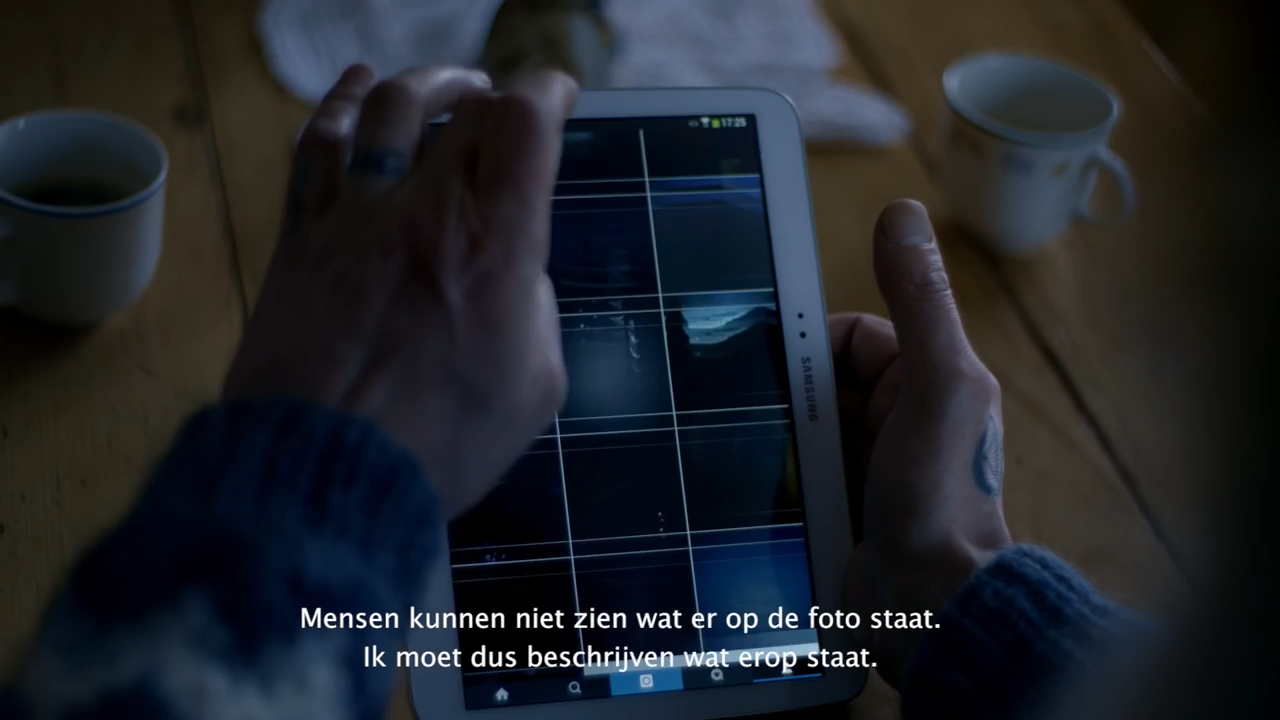 17:25
SAMSUNG
Mensen kunnen niet zien wat er op de foto staat.
Ik moet dus beschrijven wat erop staat.